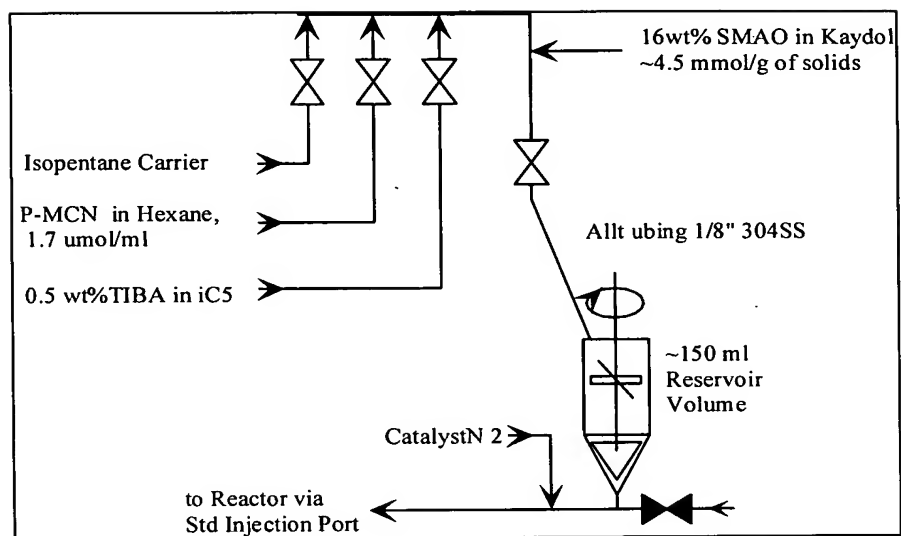 16wt% SMAO in Kaydol
~4.5 mmol/g of solids
Isopentane Carrier
P-MCN in Hexane,
1.7 umol/ml
Allt ubing 1/8" 304SS
0.5 wt%TIBA in iC5
~150 ml
Reservoir
Volume
CatalystN 2
to Reactor via
Std Injection Port